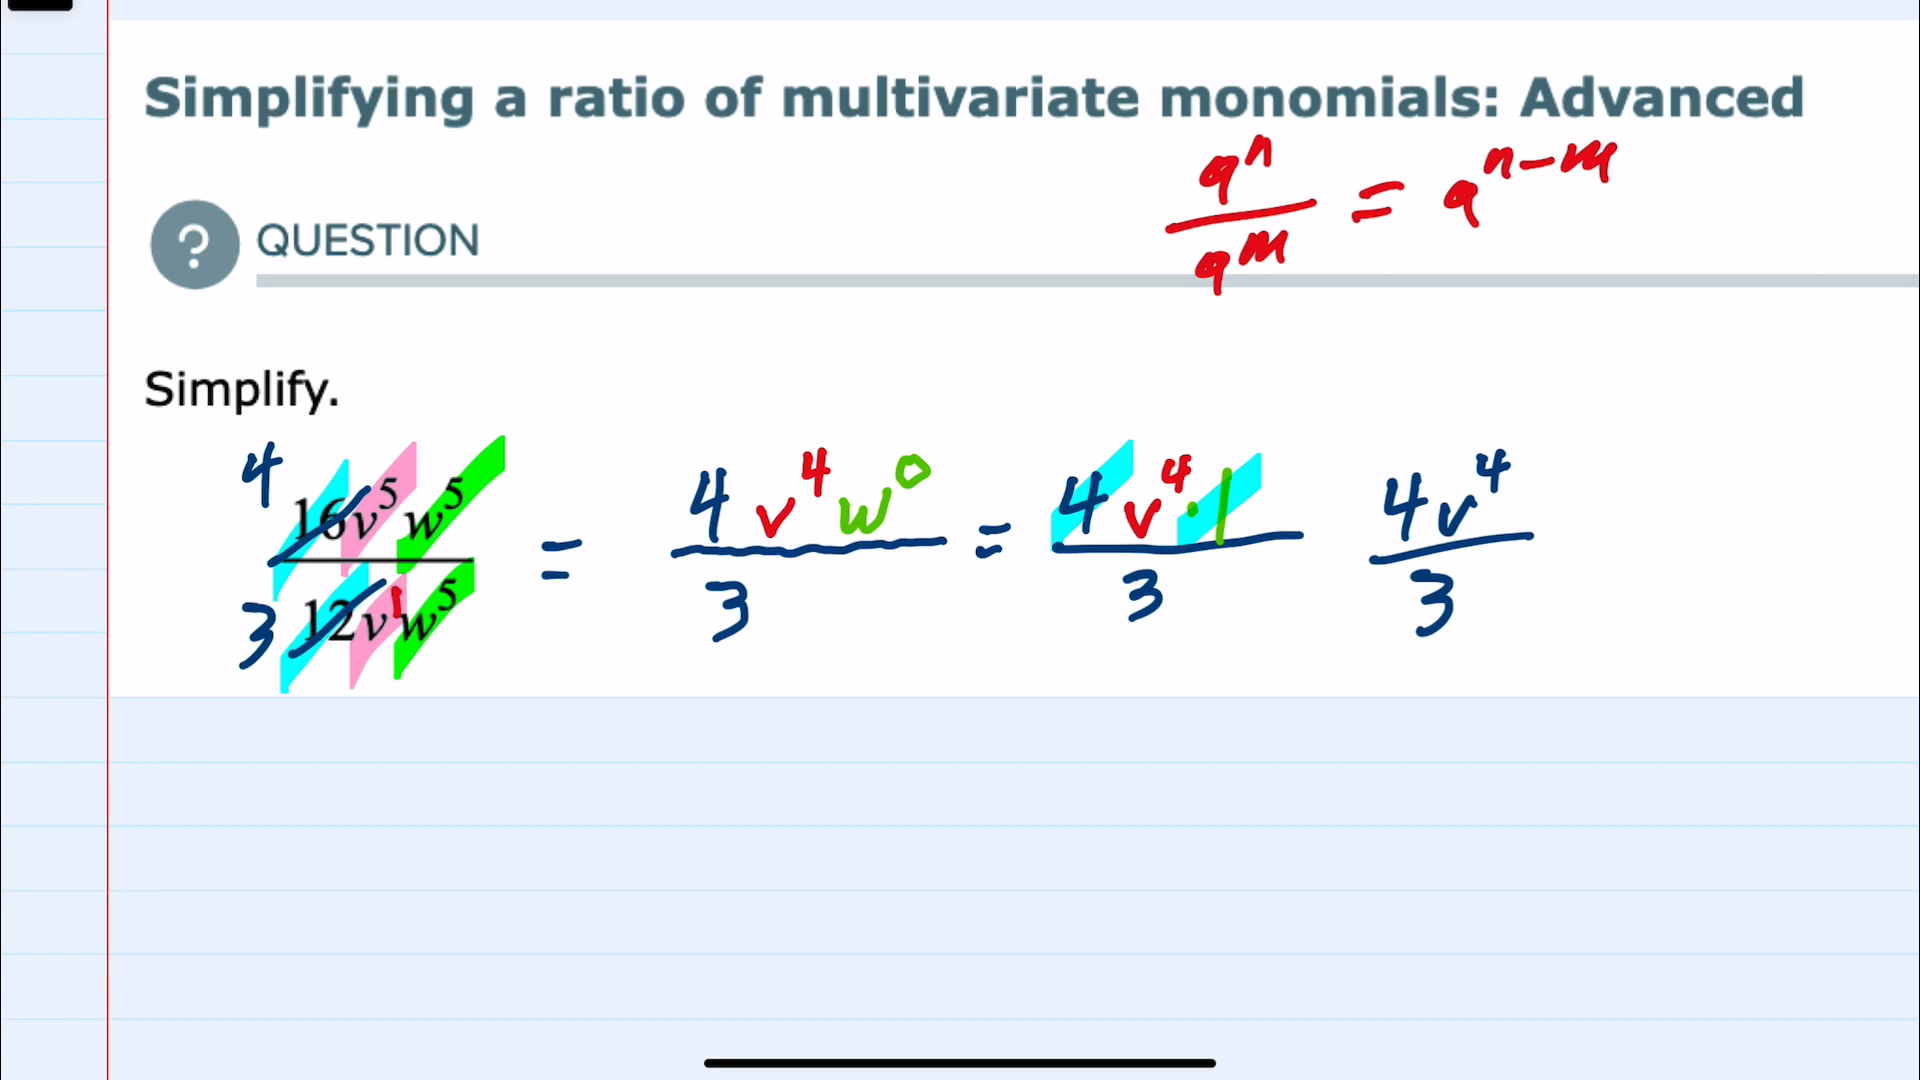 Simplifying a ratio of multivariate monomials: Advanced
a^n / a^m = a^(n-m)
? QUESTION
Simplify.
4 16v^5w^5 / 3 12v^1w^5 = 4v^4w^0 / 3 = 4v^4·1 / 3 4v^4 / 3